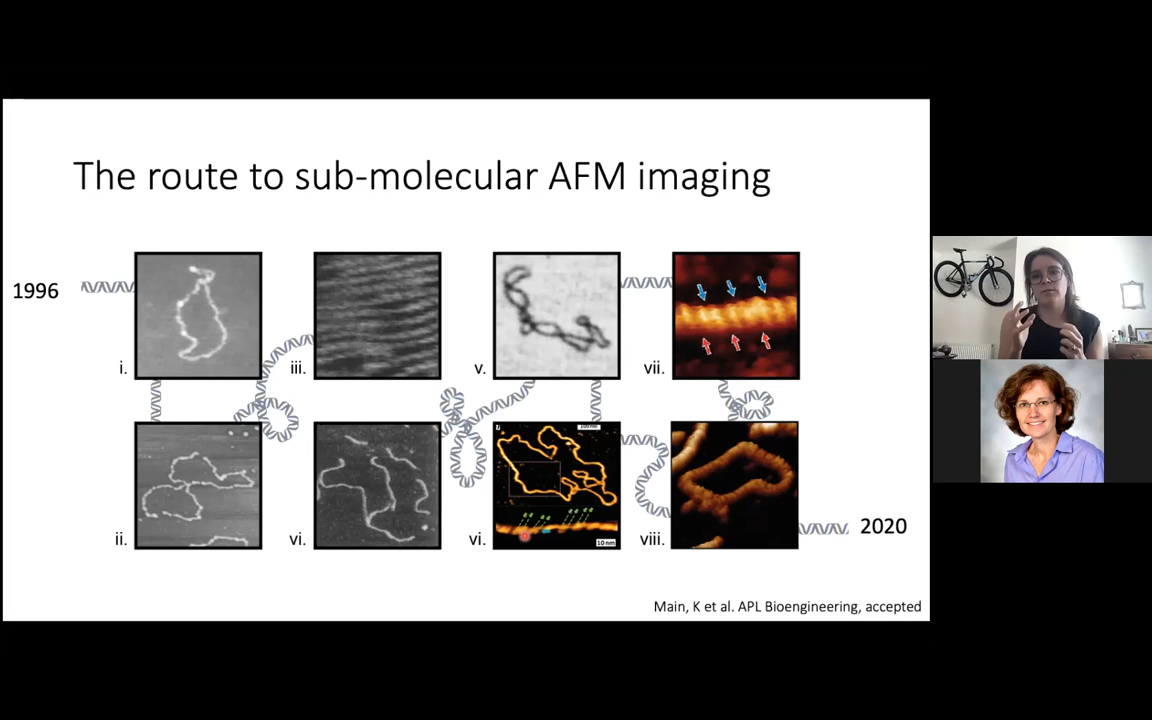 The route to sub-molecular AFM imaging
1996
i.
iii.
v.
vii.
ii.
vi.
vi.
viii.
10 nm
2020
Main, K et al. APL Bioengineering, accepted